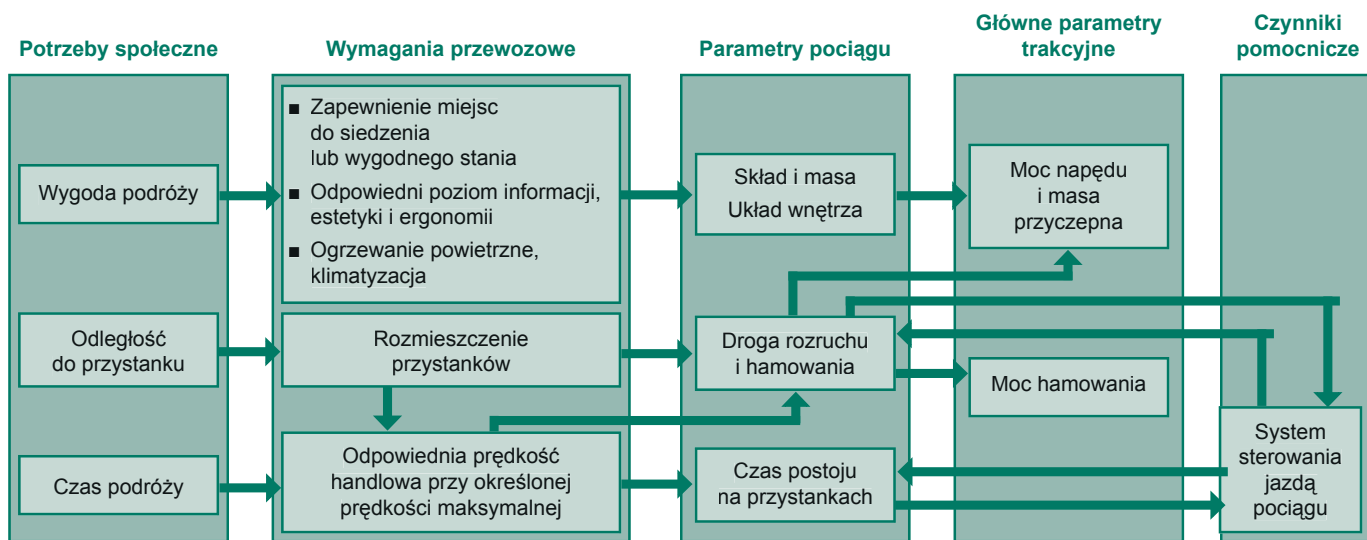 Potrzeby społeczne
Wymagania przewozowe
Parametry pociągu
Główne parametry
trakcyjne
Czynniki
pomocnicze
Wygoda podróży
■ Zapewnienie miejsc
do siedzenia
lub wygodnego stania
■ Odpowiedni poziom informacji,
estetyki i ergonomii
■ Ogrzewanie powietrzne,
klimatyzacja
Skład i masa
Układ wnętrza
Moc napędu
i masa
przyczepna
Odległość
do przystanku
Rozmieszczenie
przystanków
Droga rozruchu
i hamowania
Moc hamowania
Czas podróży
Odpowiednia prędkość
handlowa przy określonej
prędkości maksymalnej
Czas postoju
na przystankach
System
sterowania
jazdą
pociągu